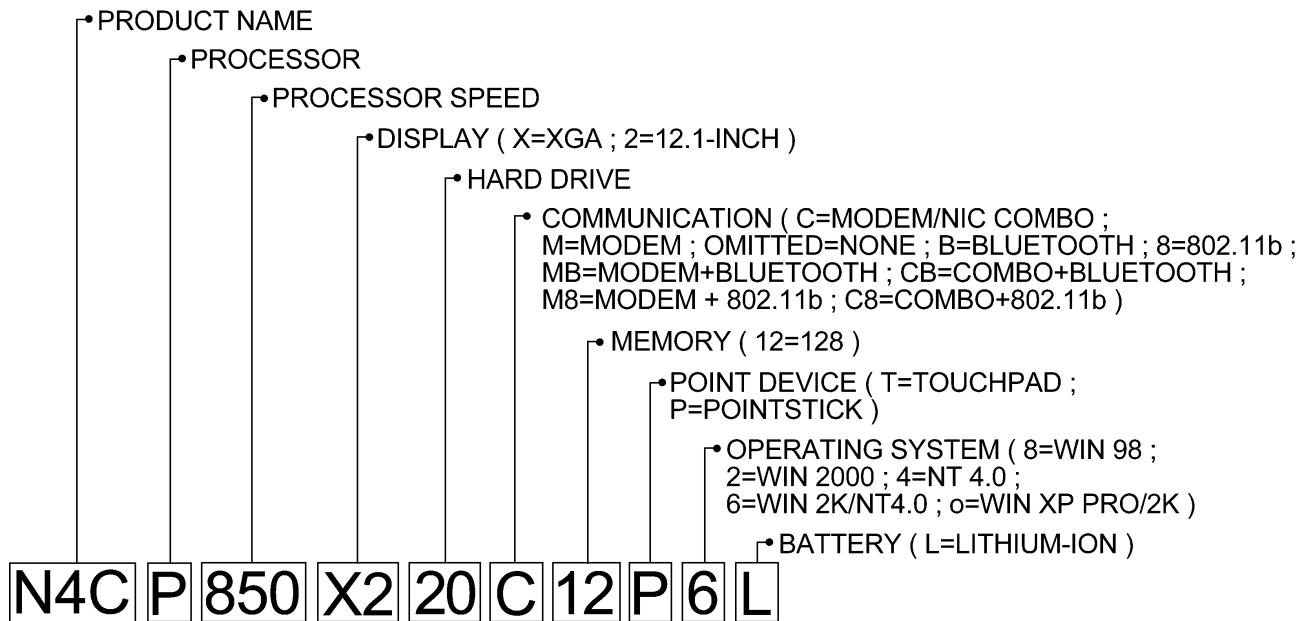 PRODUCT NAME
PROCESSOR
PROCESSOR SPEED
DISPLAY ( X=XGA ; 2=12.1-INCH )
HARD DRIVE
COMMUNICATION ( C=MODEM/NIC COMBO ;
M=MODEM ; OMITTED=NONE ; B=BLUETOOTH ; 8=802.11b ;
MB=MODEM+BLUETOOTH ; CB=COMBO+BLUETOOTH ;
M8=MODEM + 802.11b ; C8=COMBO+802.11b )
MEMORY ( 12=128 )
POINT DEVICE ( T=TOUCHPAD ;
P=POINTSTICK )
OPERATING SYSTEM ( 8=WIN 98 ;
2=WIN 2000 ; 4=NT 4.0 ;
6=WIN 2K/NT4.0 ; o=WIN XP PRO/2K )
BATTERY ( L=LITHIUM-ION )
N4C P 850 X2 20 C 12 P 6 L